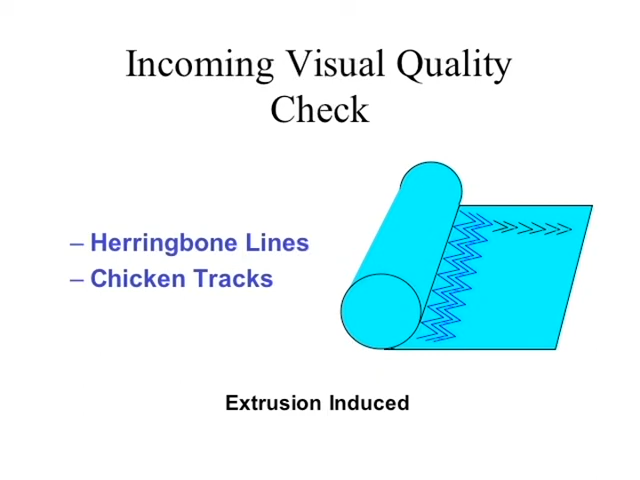 Incoming Visual Quality
Check
– Herringbone Lines
– Chicken Tracks
Extrusion Induced